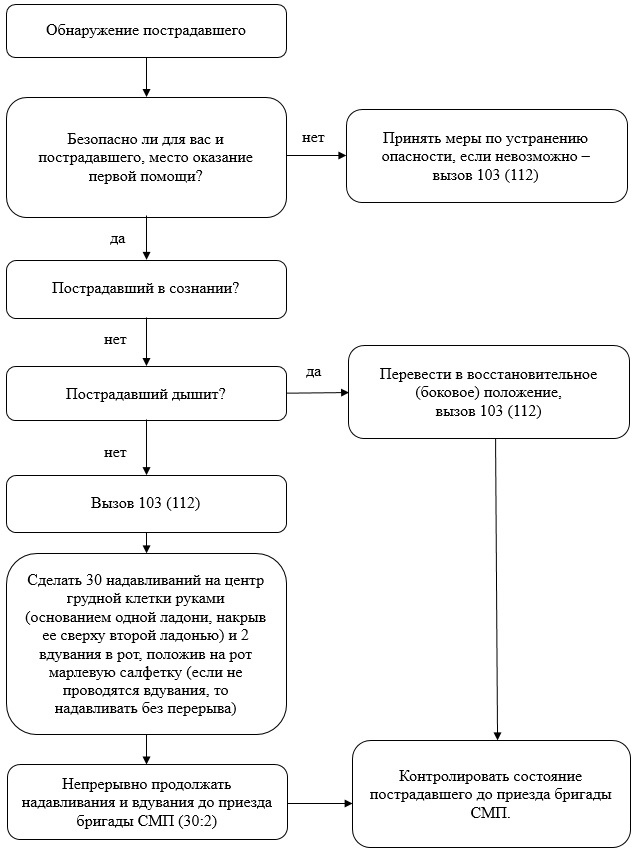 Обнаружение пострадавшего
Безопасно ли для вас и
пострадавшего, место оказание
первой помощи?
нет
Принять меры по устранению
опасности, если невозможно –
вызов 103 (112)
да
Пострадавший в сознании?
нет
Пострадавший дышит?
да
Перевести в восстановительное
(боковое) положение,
вызов 103 (112)
нет
Вызов 103 (112)
Сделать 30 надавливаний на центр
грудной клетки руками
(основанием одной ладони, накрыв
ее сверху второй ладонью) и 2
вдувания в рот, положив на рот
марлевую салфетку (если не
проводятся вдувания, то
надавливать без перерыва)
Непрерывно продолжать
надавливания и вдувания до приезда
бригады СМП (30:2)
Контролировать состояние
пострадавшего до приезда бригады
СМП.